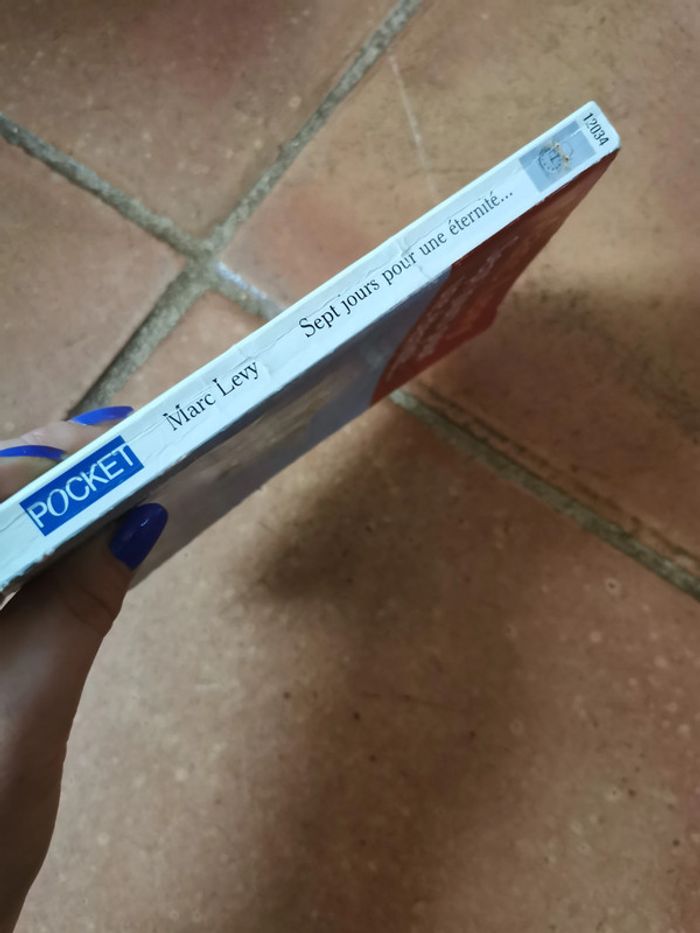 POCKET
Marc Levy
Sept jours pour une éternité...
12034